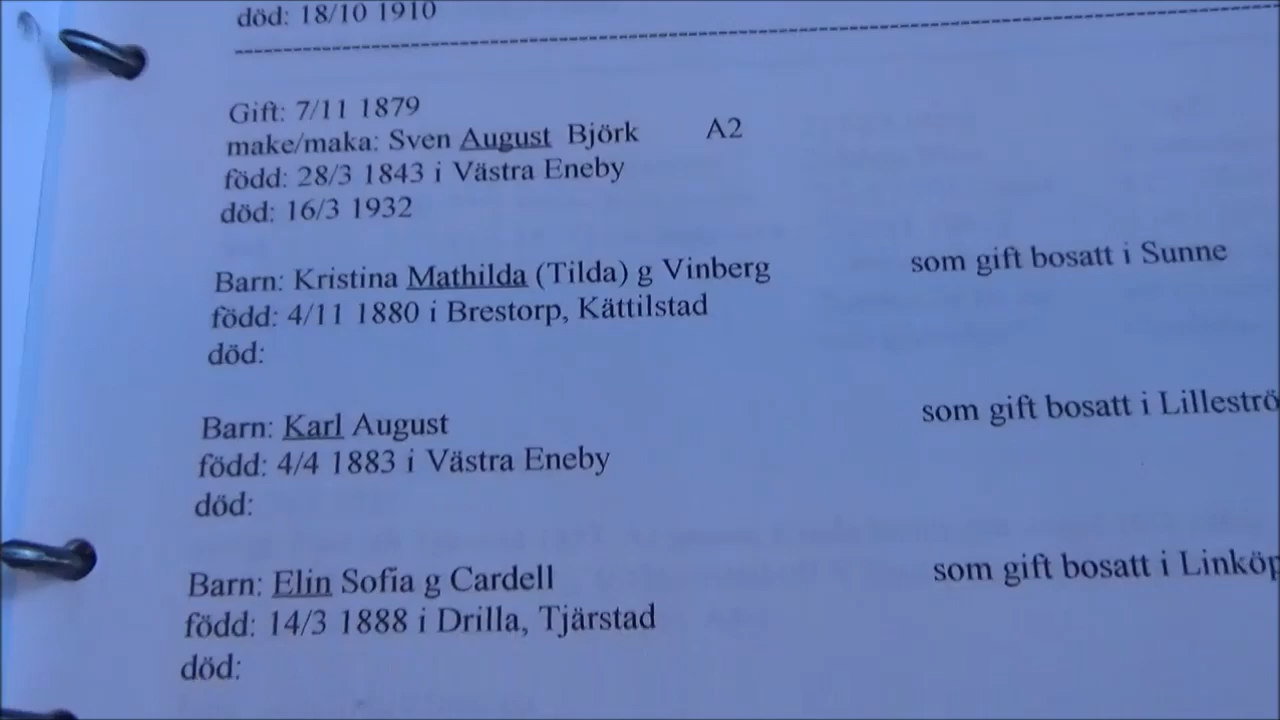 död: 18/10 1910
Gift: 7/11 1879
make/maka: Sven August Björk A2
född: 28/3 1843 i Västra Eneby
död: 16/3 1932
Barn: Kristina Mathilda (Tilda) g Vinberg som gift bosatt i Sunne
född: 4/11 1880 i Brestorp, Kättilstad
död:
Barn: Karl August som gift bosatt i Lilleströ
född: 4/4 1883 i Västra Eneby
död:
Barn: Elin Sofia g Cardell som gift bosatt i Linköp
född: 14/3 1888 i Drilla, Tjärstad
död: